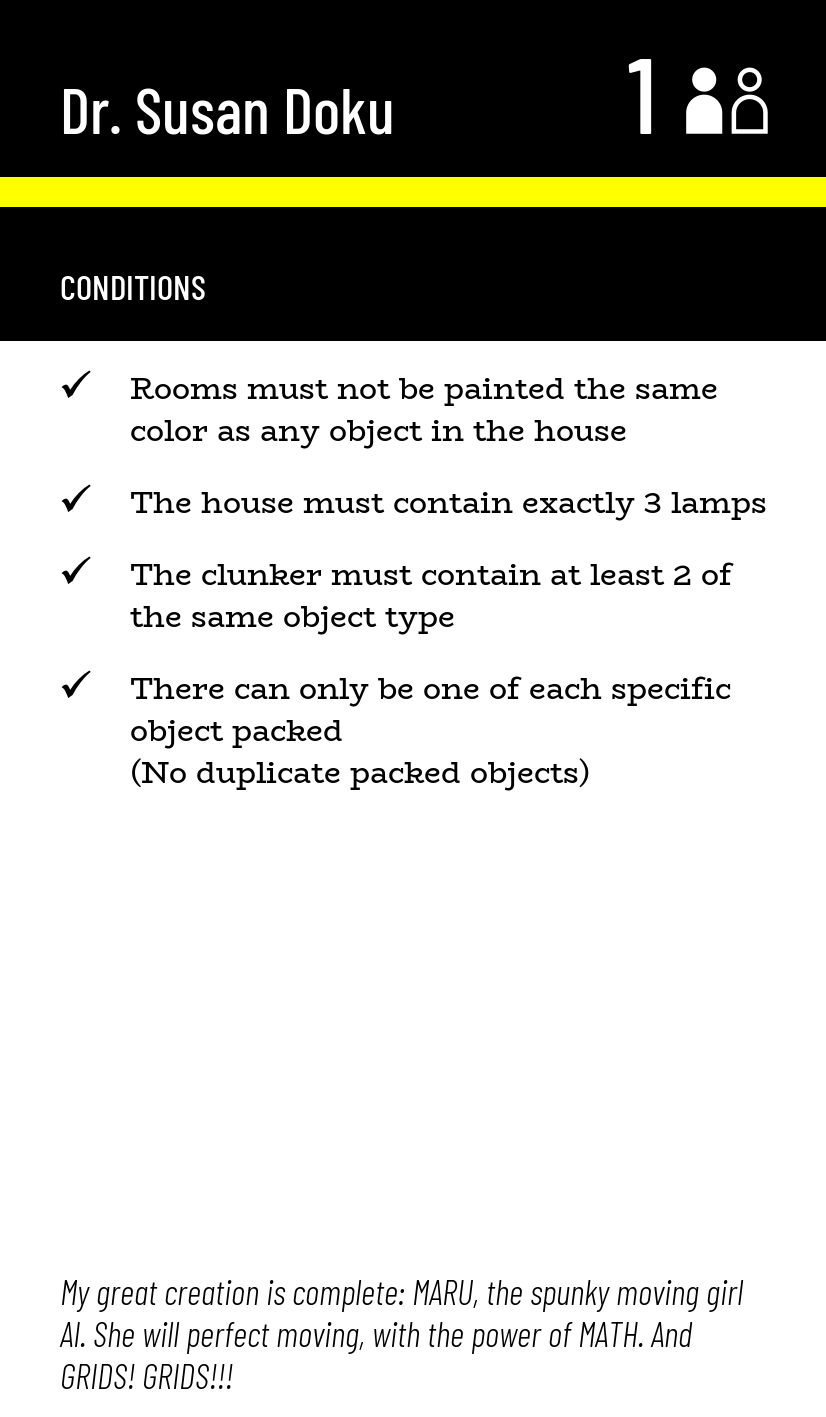 Dr. Susan Doku 1
CONDITIONS
✓ Rooms must not be painted the same
color as any object in the house
✓ The house must contain exactly 3 lamps
✓ The clunker must contain at least 2 of
the same object type
✓ There can only be one of each specific
object packed
(No duplicate packed objects)
My great creation is complete: MARU, the spunky moving girl
AI. She will perfect moving, with the power of MATH. And
GRIDS! GRIDS!!!